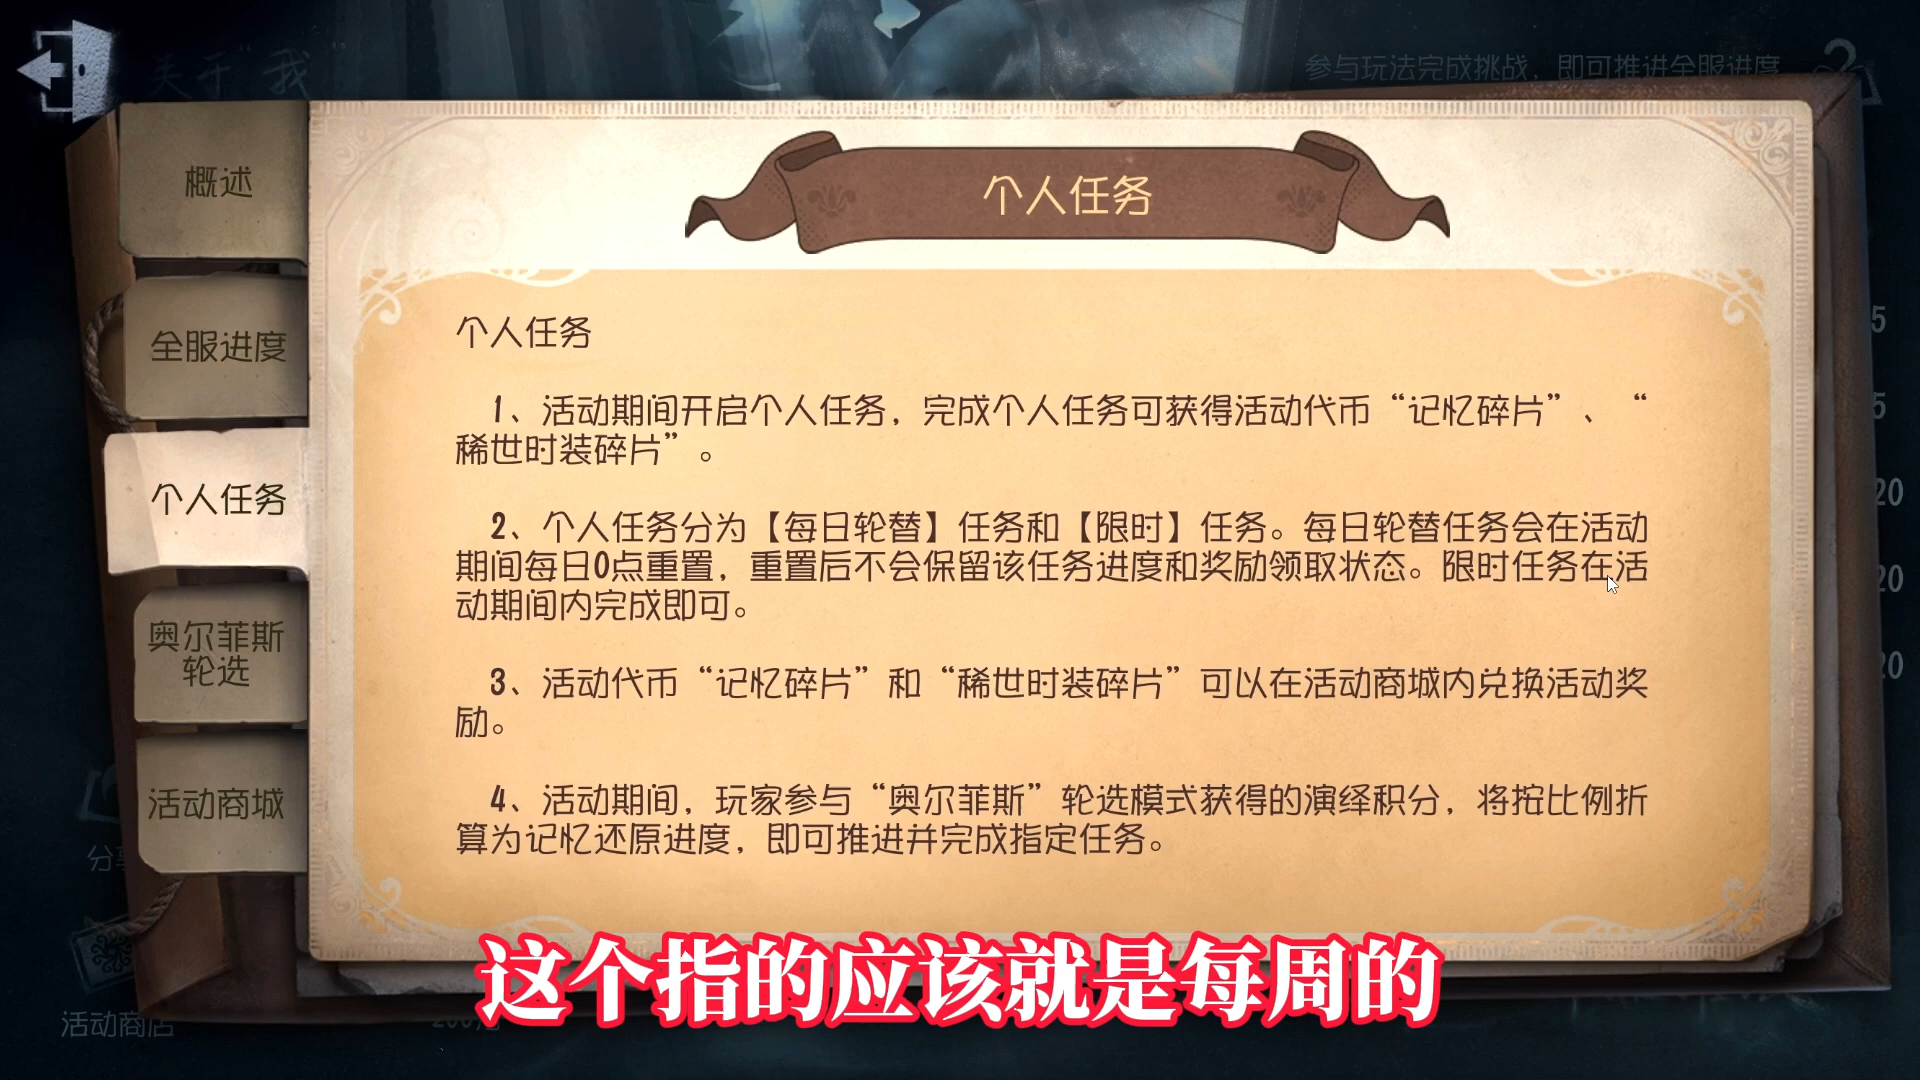 关于“我”
参与玩法完成挑战，即可推进全服进度
概述
全服进度
个人任务
奥尔菲斯
轮选
活动商城
个人任务
个人任务
1、活动期间开启个人任务，完成个人任务可获得活动代币“记忆碎片”、“
稀世时装碎片”。
2、个人任务分为【每日轮替】任务和【限时】任务。每日轮替任务会在活动
期间每日0点重置，重置后不会保留该任务进度和奖励领取状态。限时任务在活
动期间内完成即可。
3、活动代币“记忆碎片”和“稀世时装碎片”可以在活动商城内兑换活动奖
励。
4、活动期间，玩家参与“奥尔菲斯”轮选模式获得的演绎积分，将按比例折
算为记忆还原进度，即可推进并完成指定任务。
5
5
20
20
20
活动商店
这个指的应该就是每周的